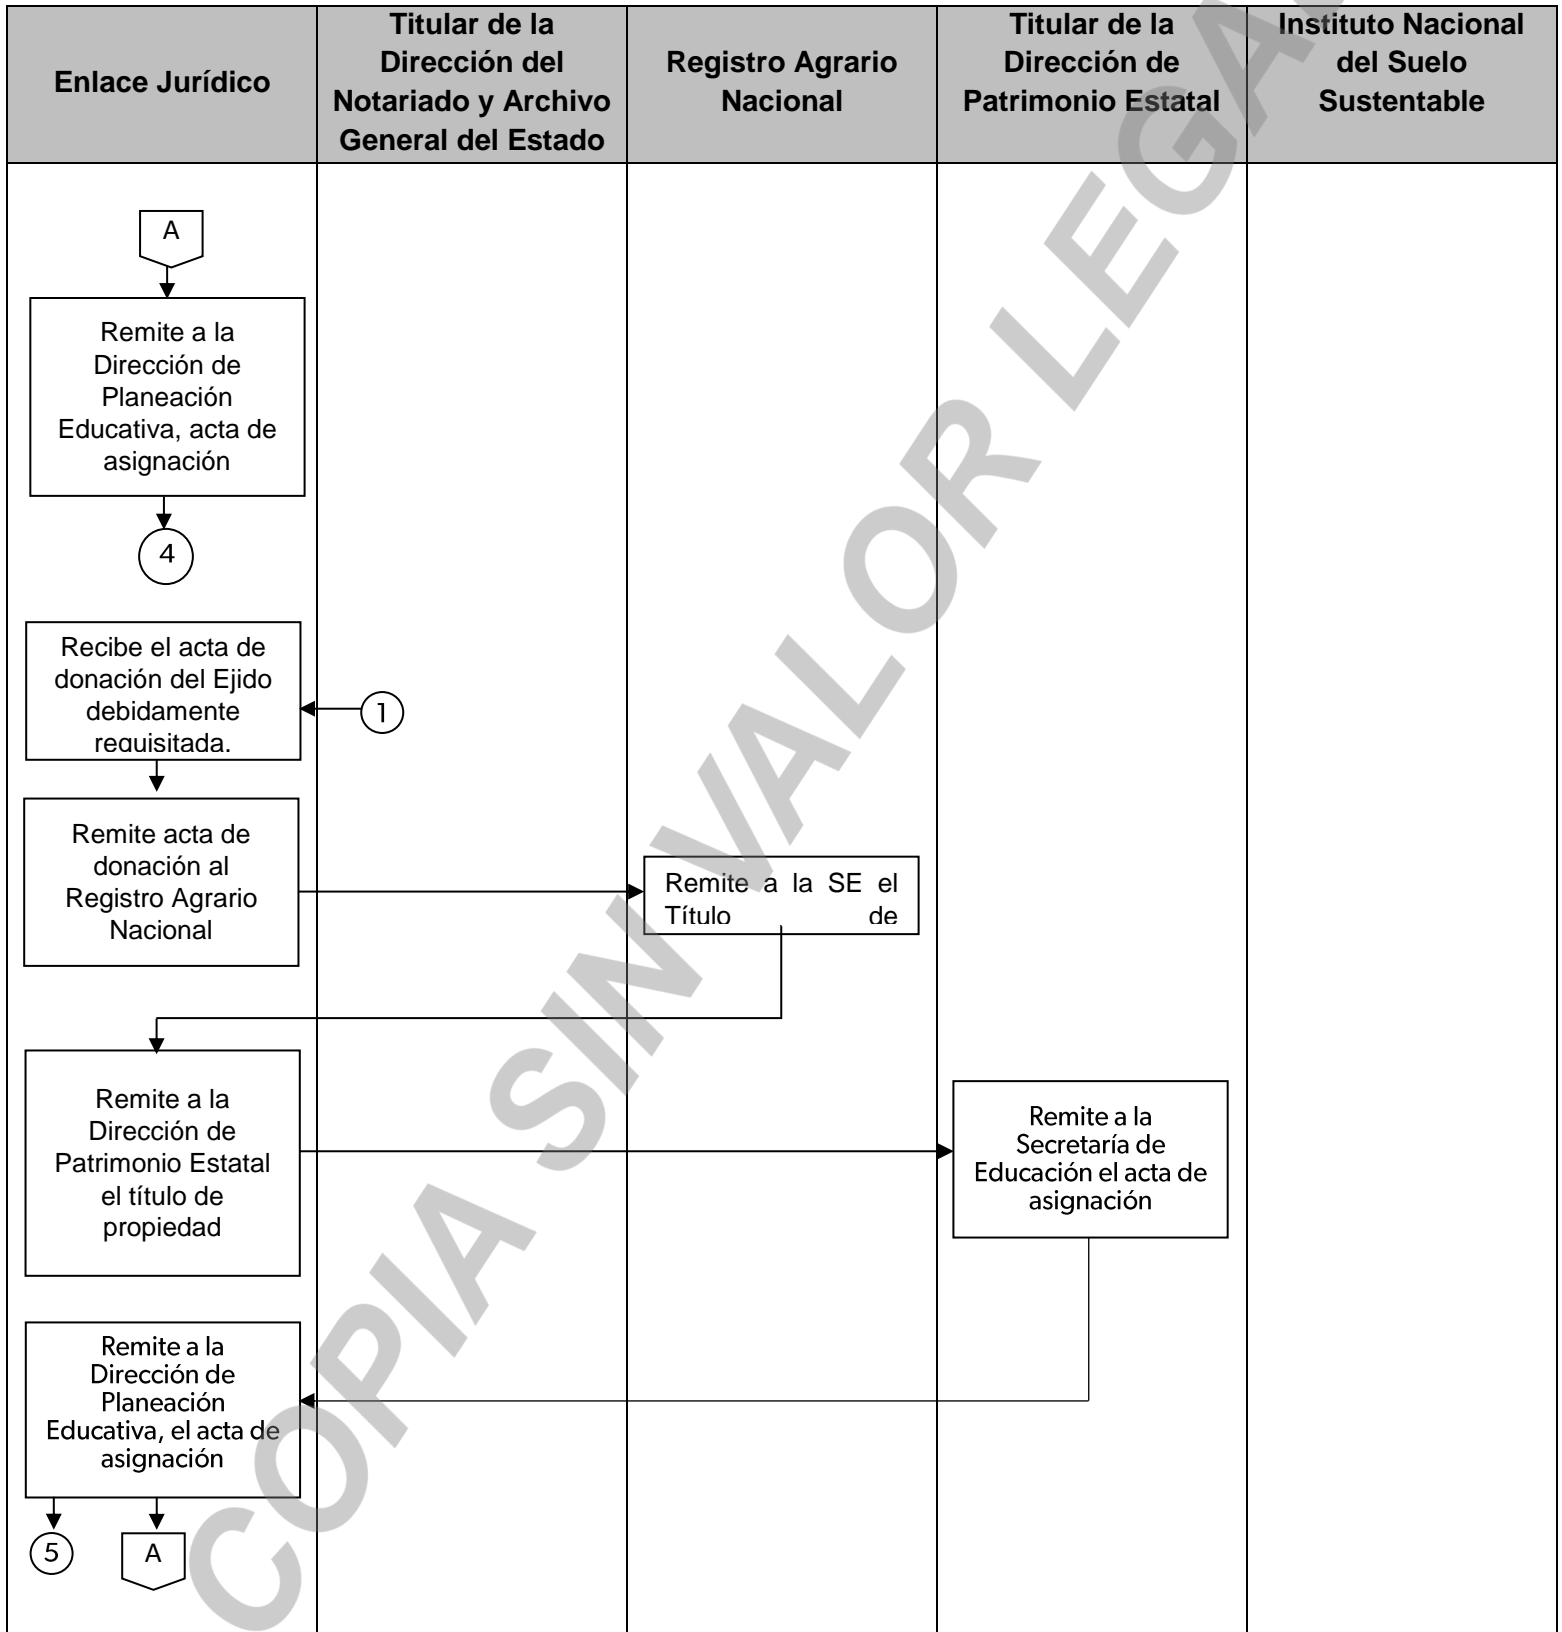 Enlace Jurídico
Titular de la
Dirección del
Notariado y Archivo
General del Estado
Registro Agrario
Nacional
Titular de la
Dirección de
Patrimonio Estatal
Instituto Nacional
del Suelo
Sustentable
A
Remite a la
Dirección de
Planeación
Educativa, acta de
asignación
4
Recibe el acta de
donación del Ejido
debidamente
requisitada.
1
Remite acta de
donación al
Registro Agrario
Nacional
Remite a la SE el
Título de
Remite a la
Dirección de
Patrimonio Estatal
el título de
propiedad
Remite a la
Secretaría de
Educación el acta de
asignación
Remite a la
Dirección de
Planeación
Educativa, el acta de
asignación
5
A
COPIA SIN VALOR LEGA